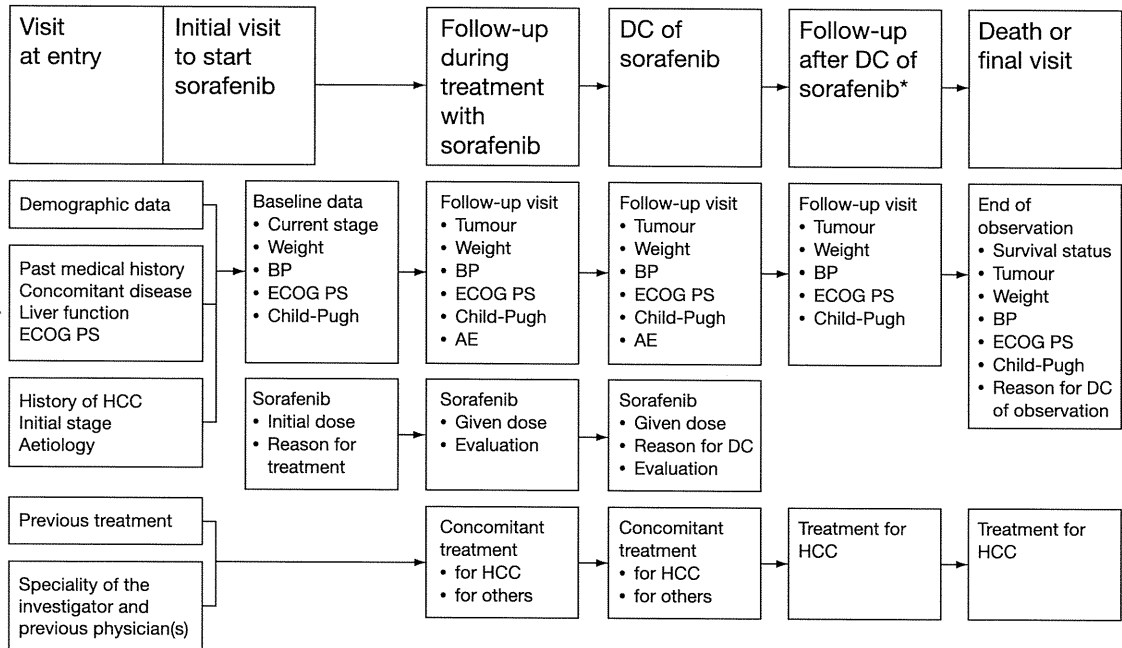 Visit
at entry
Initial visit
to start
sorafenib
Follow-up
during
treatment
with
sorafenib
DC of
sorafenib
Follow-up
after DC of
sorafenib*
Death or
final visit
Demographic data
Past medical history
Concomitant disease
Liver function
ECOG PS
History of HCC
Initial stage
Aetiology
Previous treatment
Speciality of the
investigator and
previous physician(s)
Baseline data
• Current stage
• Weight
• BP
• ECOG PS
• Child-Pugh
Sorafenib
• Initial dose
• Reason for
treatment
Follow-up visit
• Tumour
• Weight
• BP
• ECOG PS
• Child-Pugh
• AE
Sorafenib
• Given dose
• Evaluation
Concomitant
treatment
• for HCC
• for others
Follow-up visit
• Tumour
• Weight
• BP
• ECOG PS
• Child-Pugh
• AE
Sorafenib
• Given dose
• Reason for DC
• Evaluation
Concomitant
treatment
• for HCC
• for others
Follow-up visit
• Tumour
• Weight
• BP
• ECOG PS
• Child-Pugh
Treatment for
HCC
End of
observation
• Survival status
• Tumour
• Weight
• BP
• ECOG PS
• Child-Pugh
• Reason for DC
of observation
Treatment for
HCC